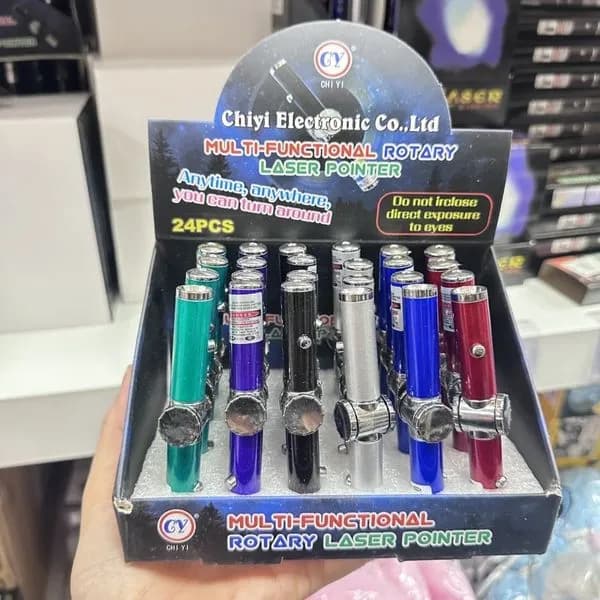 CY
CHI YI
Chiyi Electronic Co.,Ltd
MULTI-FUNCTIONAL ROTARY
LASER POINTER
Anytime, anywhere,
you can turn around
Do not irclose
direct exposure
to eyes
24PCS
CY
CHI YI
MULTI-FUNCTIONAL
ROTARY LASER POINTER